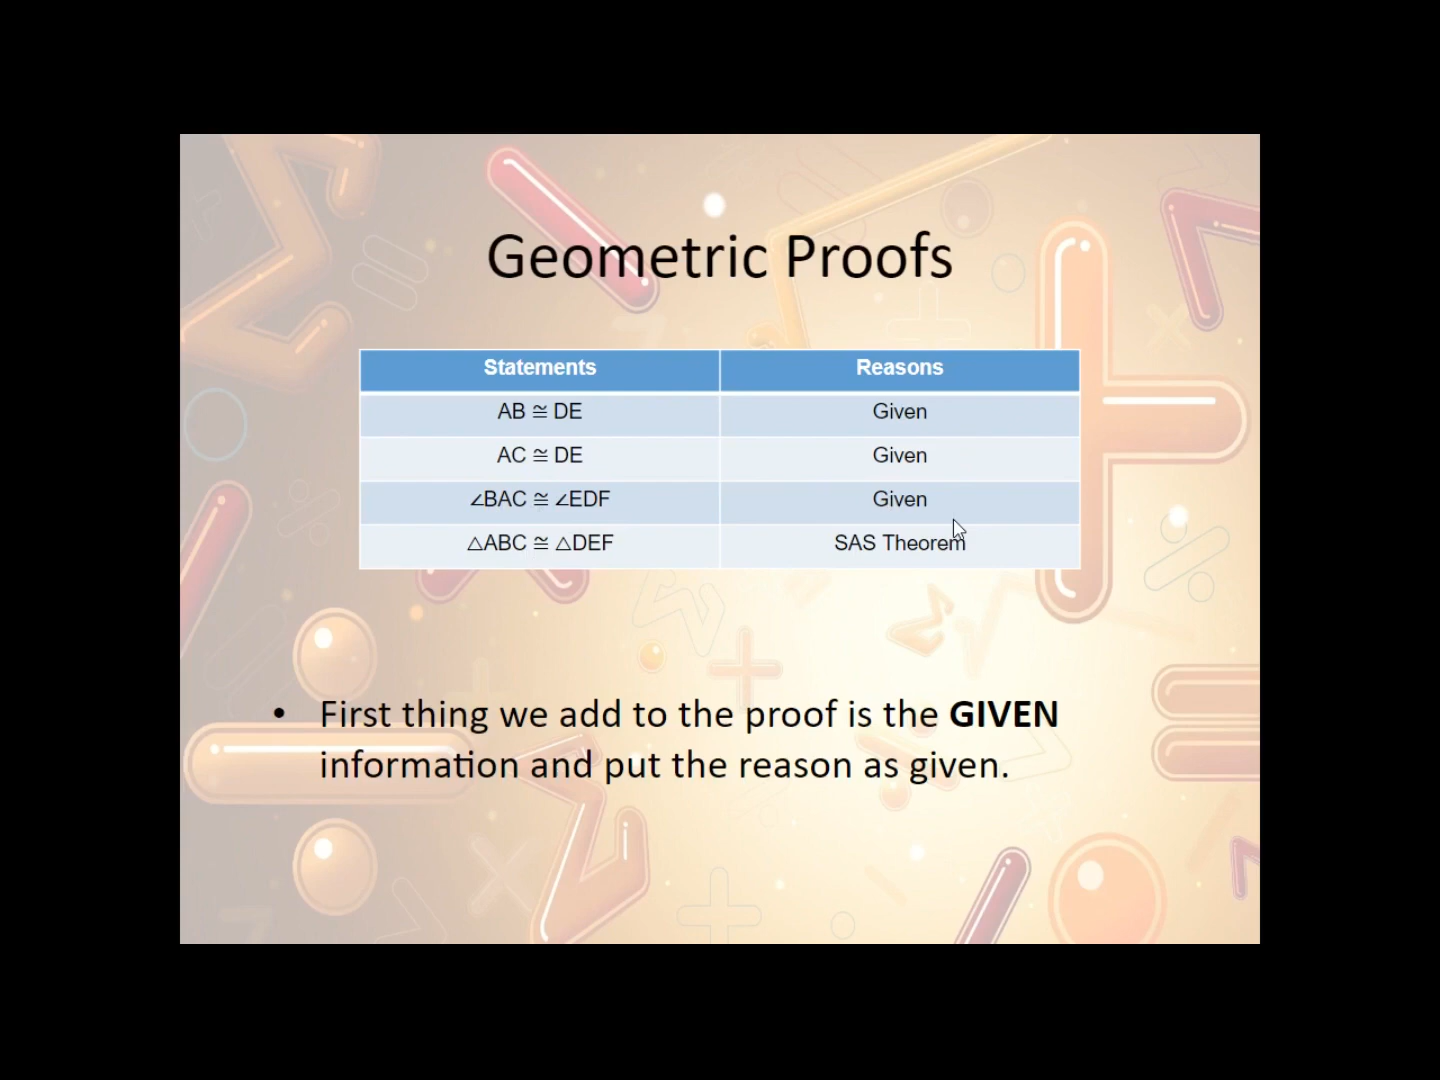 Geometric Proofs
Statements Reasons
AB ≅ DE Given
AC ≅ DE Given
∠BAC ≅ ∠EDF Given
△ABC ≅ △DEF SAS Theorem
• First thing we add to the proof is the GIVEN
information and put the reason as given.